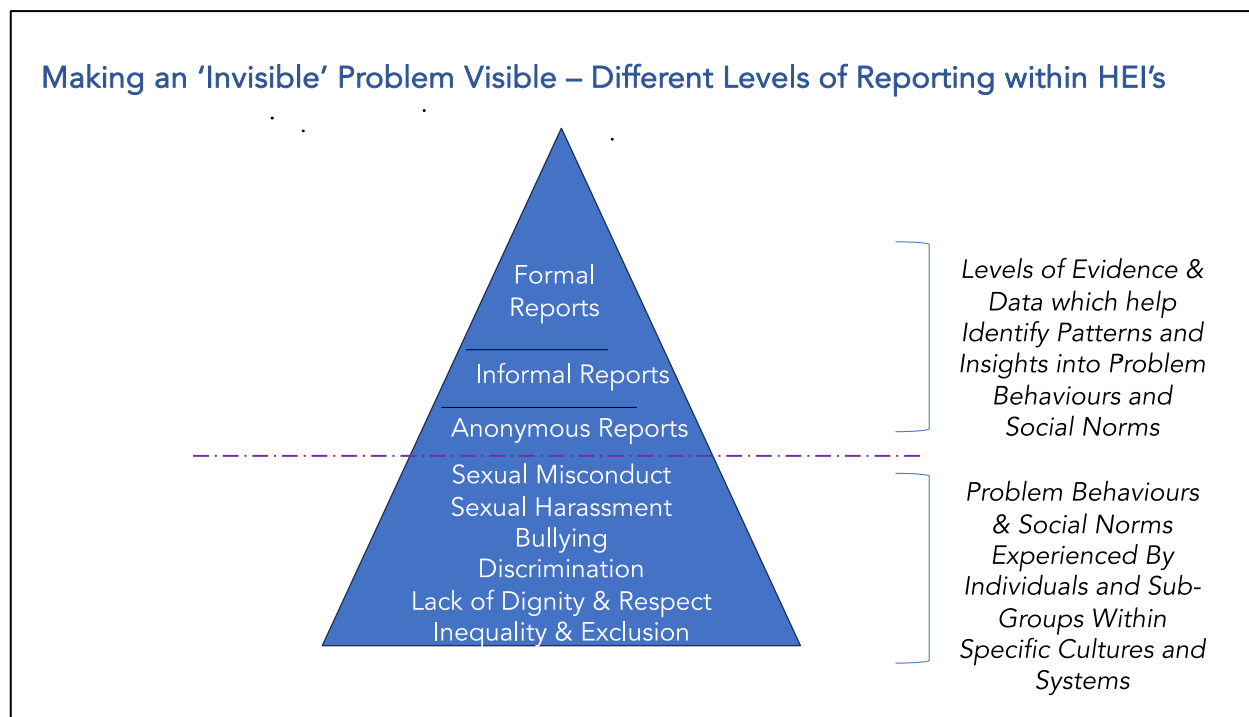 Making an ‘Invisible’ Problem Visible – Different Levels of Reporting within HEI’s
Formal
Reports
Informal Reports
Anonymous Reports
Sexual Misconduct
Sexual Harassment
Bullying
Discrimination
Lack of Dignity & Respect
Inequality & Exclusion
Levels of Evidence &
Data which help
Identify Patterns and
Insights into Problem
Behaviours and
Social Norms
Problem Behaviours
& Social Norms
Experienced By
Individuals and Sub-
Groups Within
Specific Cultures and
Systems